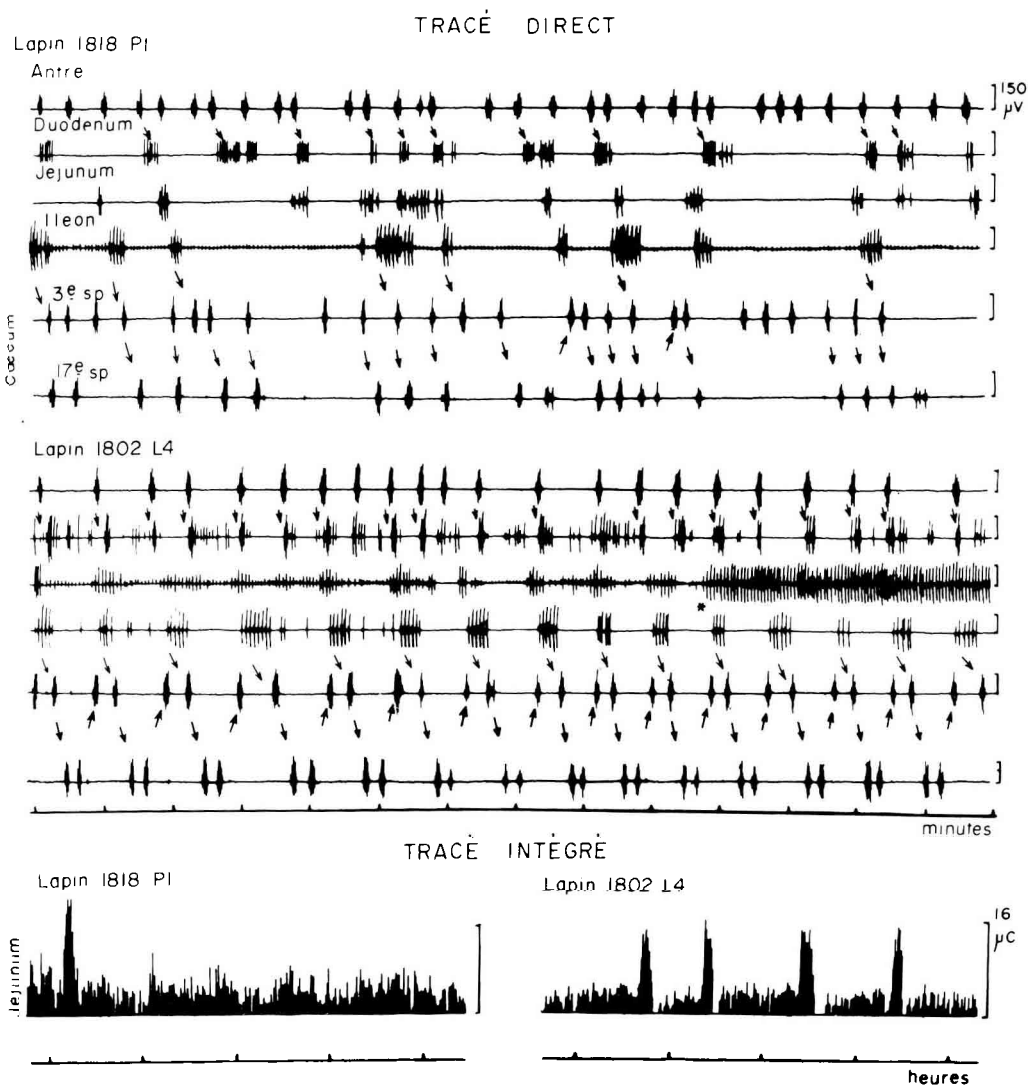 TRACÉ DIRECT
Lapin 1818 P1
Antre
150 µV
Duodenum
Jejunum
Ileon
3e sp
Caecum
17e sp
Lapin 1802 L4
*
minutes
TRACÉ INTÉGRÉ
Lapin 1818 P1
Lapin 1802 L4
Jejunum
16 µC
heures